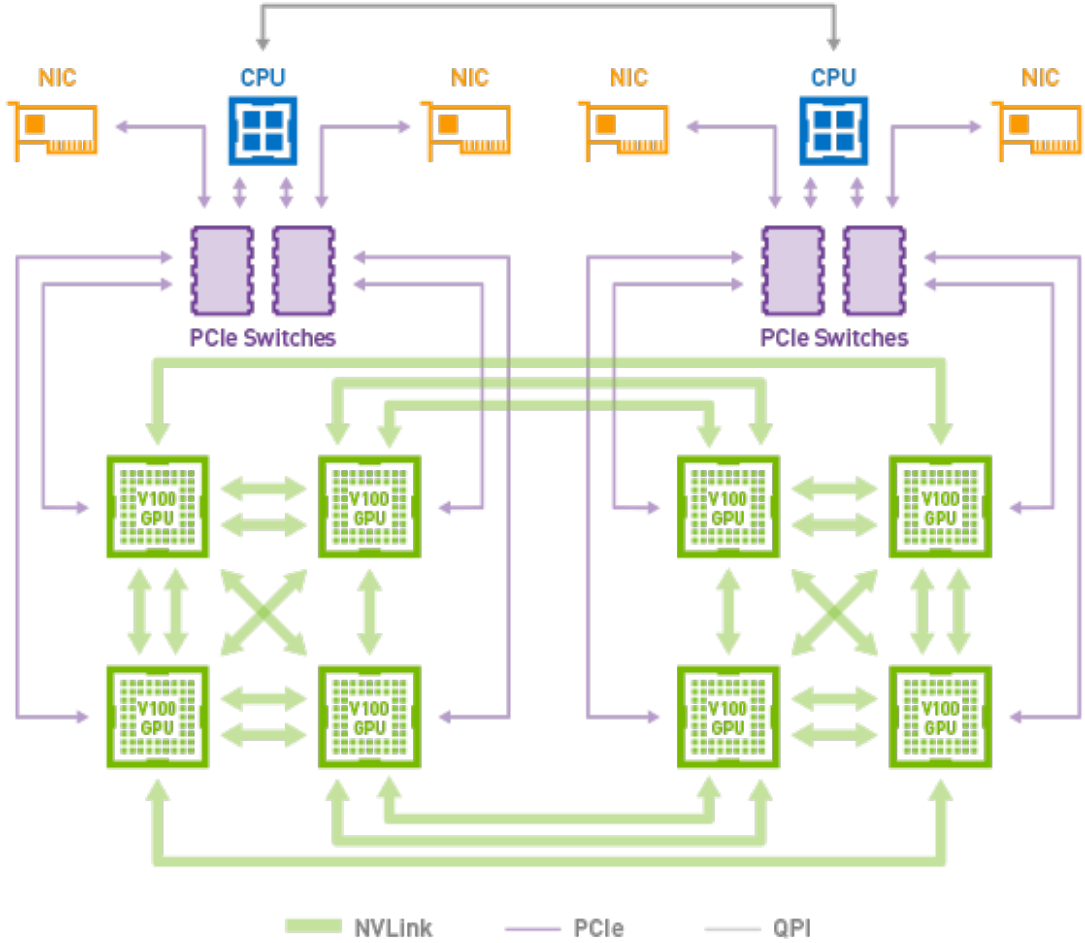 NIC
CPU
NIC
NIC
CPU
NIC
PCIe Switches
PCIe Switches
V100
GPU
V100
GPU
V100
GPU
V100
GPU
V100
GPU
V100
GPU
V100
GPU
V100
GPU
NVLink
PCIe
QPI